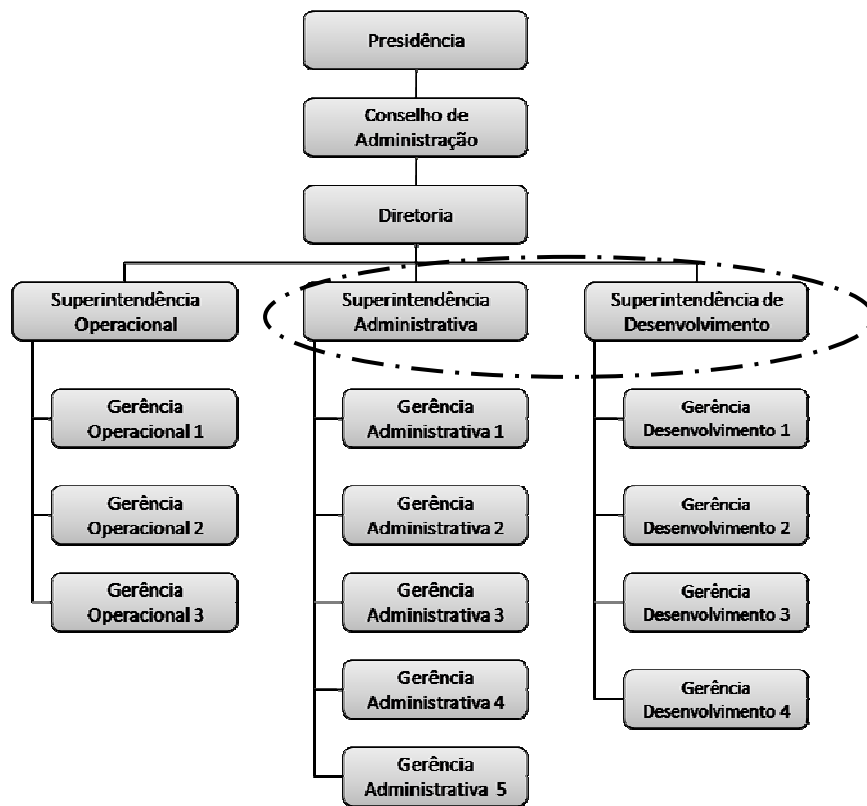 Presidência
Conselho de
Administração
Diretoria
Superintendência
Operacional
Superintendência
Administrativa
Superintendência de
Desenvolvimento
Gerência
Operacional 1
Gerência
Operacional 2
Gerência
Operacional 3
Gerência
Administrativa 1
Gerência
Administrativa 2
Gerência
Administrativa 3
Gerência
Administrativa 4
Gerência
Administrativa 5
Gerência
Desenvolvimento 1
Gerência
Desenvolvimento 2
Gerência
Desenvolvimento 3
Gerência
Desenvolvimento 4